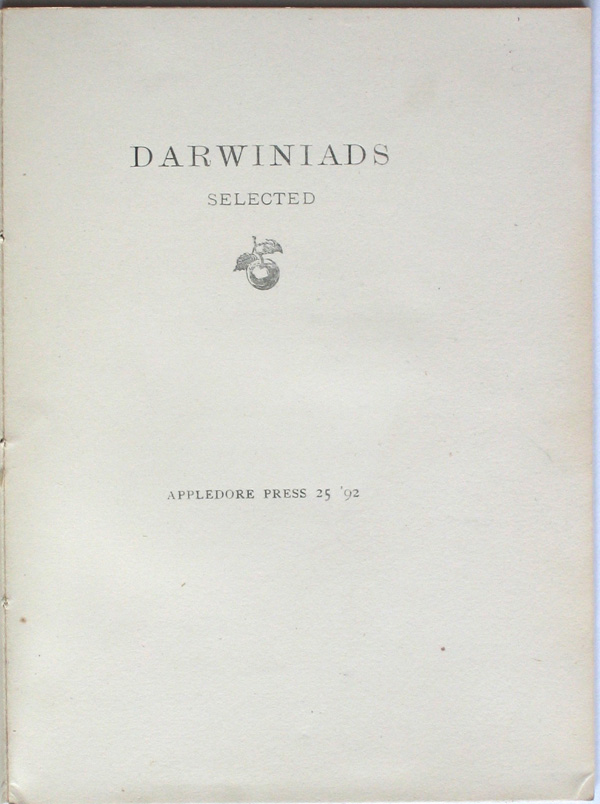 DARWINIADS
SELECTED
APPLEDORE PRESS 25 '92